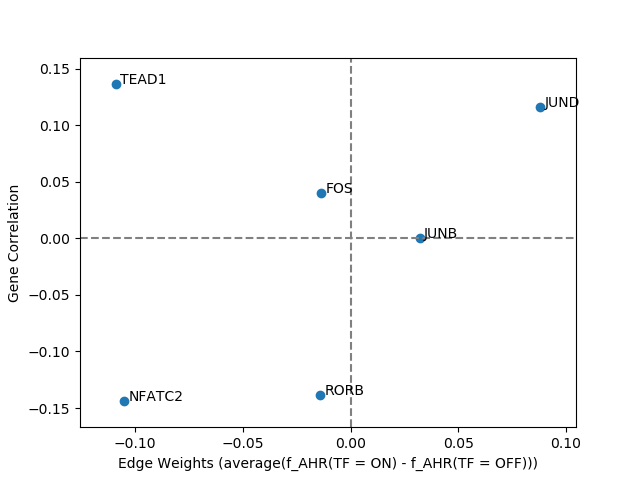 0.15
TEAD1
JUND
0.10
0.05
FOS
0.00
JUNB
−0.05
−0.10
RORB
NFATC2
−0.15
Gene Correlation
−0.10 −0.05 0.00 0.05 0.10
Edge Weights (average(f_AHR(TF = ON) - f_AHR(TF = OFF)))